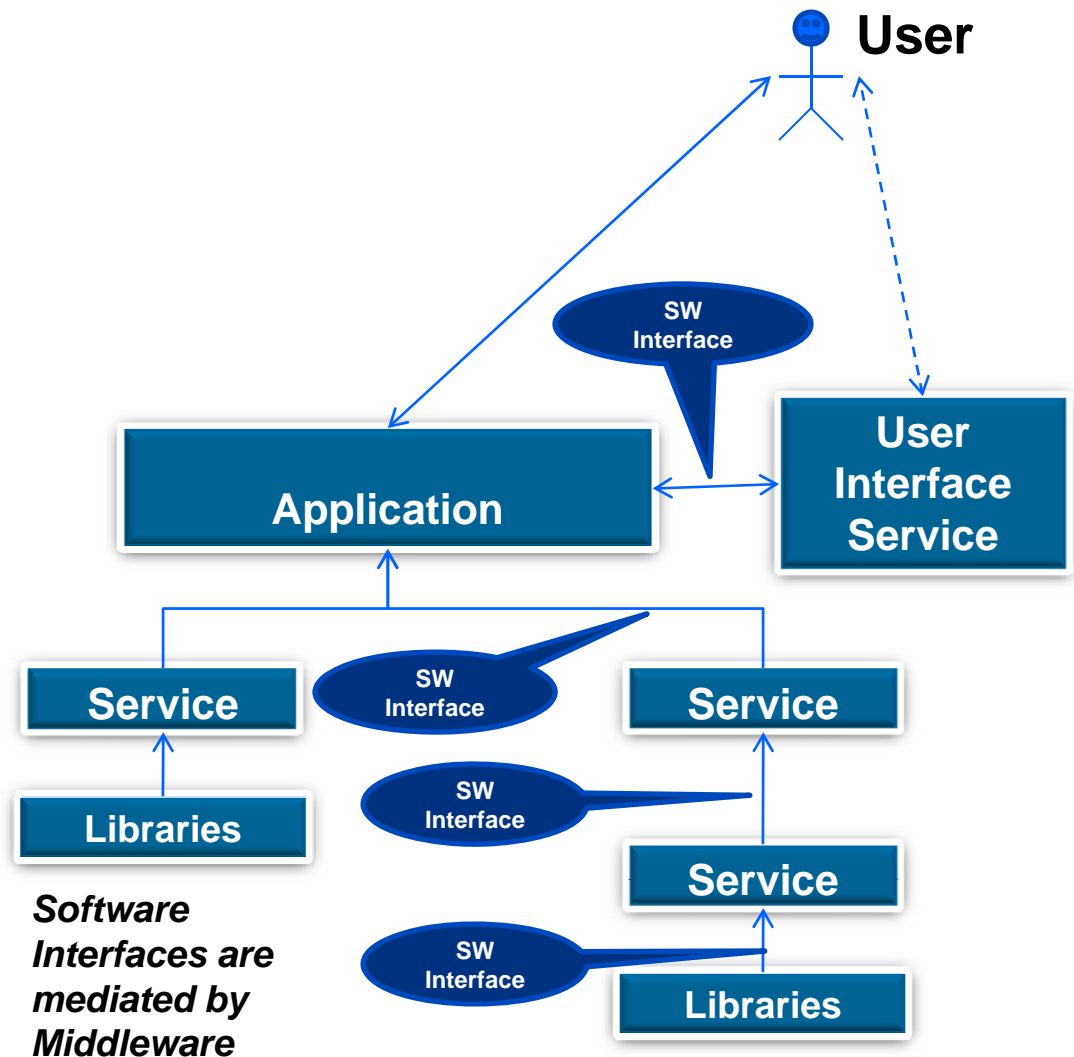 User
SW
Interface
User
Interface
Service
Application
Service
SW
Interface
Service
SW
Interface
Libraries
Service
Software
Interfaces are
mediated by
Middleware
SW
Interface
Libraries